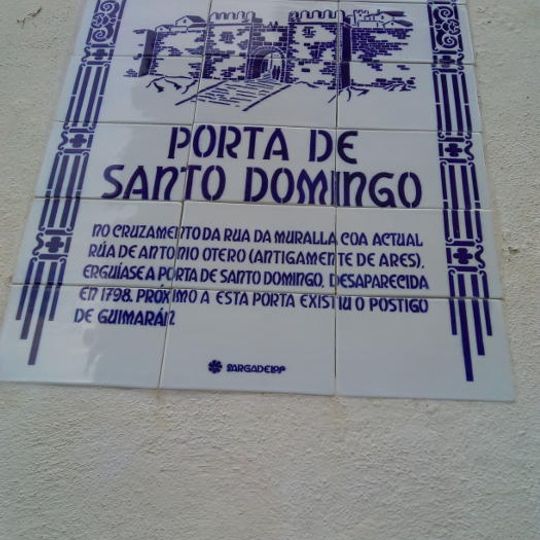 PORTA DE
SANTO DOMINGO
NO CRUZAMENTO DA RUA DA MURALLA COA ACTUAL
RÚA DE ANTONIO OTERO (ANTIGAMENTE DE ARES),
ERGUÍASE A PORTA DE SANTO DOMINGO, DESAPARECIDA
EN 1798. PRÓXIMO A ESTA PORTA EXISTIU O POSTIGO
DE GUIMARÁN
SARGADELOS